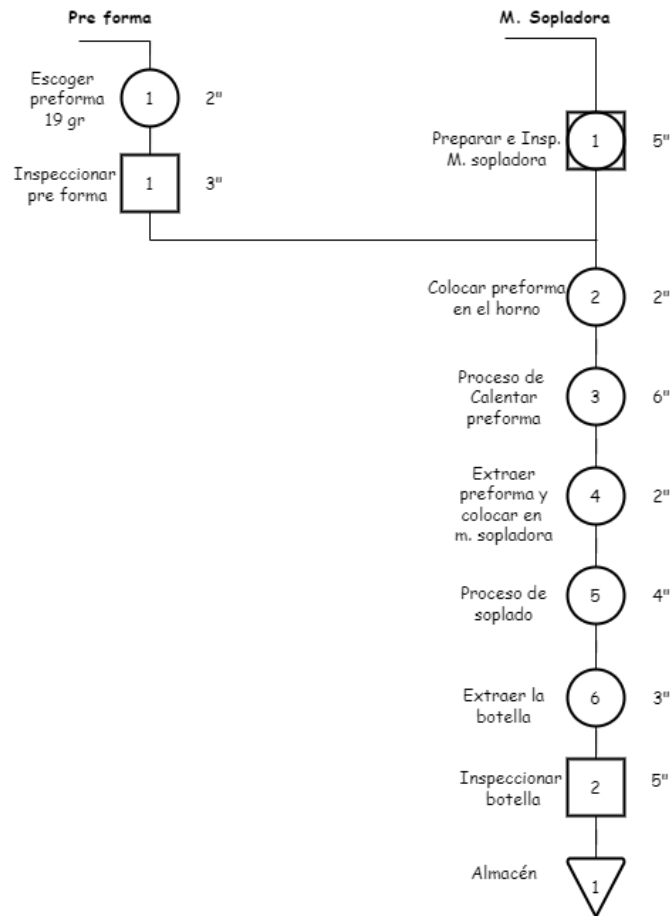 Pre forma
M. Sopladora
Escoger
preforma
19 gr
1
2"
Inspeccionar
pre forma
1
3"
Preparar e Insp.
M. sopladora
1
5"
Colocar preforma
en el horno
2
2"
Proceso de
Calentar
preforma
3
6"
Extraer
preforma y
colocar en
m. sopladora
4
2"
Proceso de
soplado
5
4"
Extraer la
botella
6
3"
Inspeccionar
botella
2
5"
Almacén
1